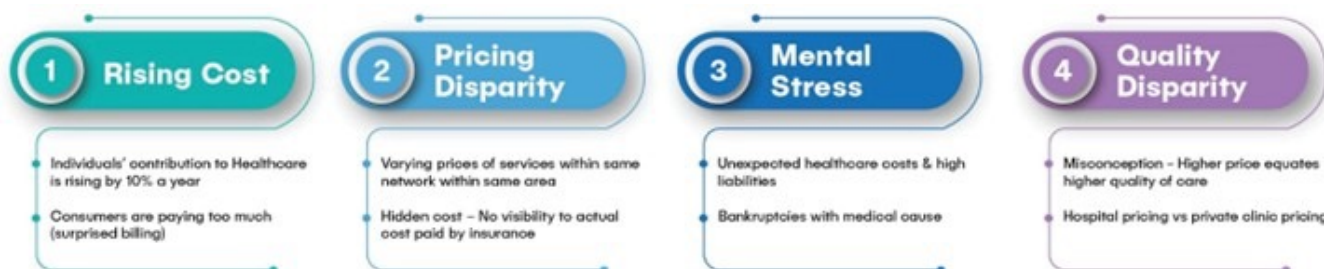 1
Rising Cost
Individuals' contribution to Healthcare
is rising by 10% a year
Consumers are paying too much
(surprised billing)
2
Pricing
Disparity
Varying prices of services within same
network within same area
Hidden cost – No visibility to actual
cost paid by insurance
3
Mental
Stress
Unexpected healthcare costs & high
liabilities
Bankruptcies with medical cause
4
Quality
Disparity
Misconception – Higher price equates
higher quality of care
Hospital pricing vs private clinic pricing